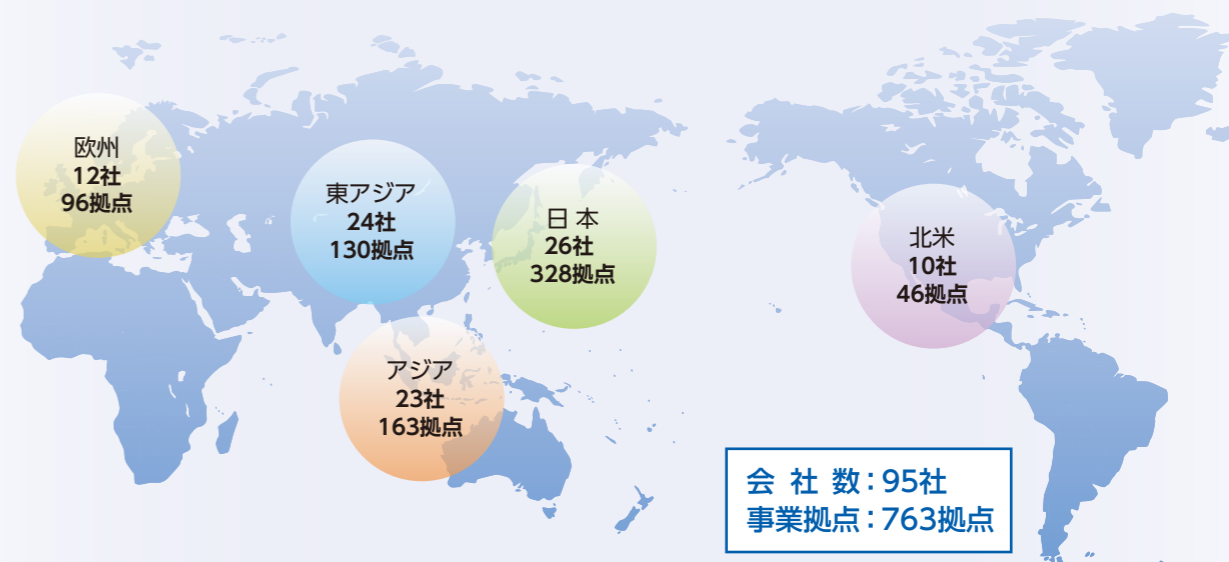 欧州
12社
96拠点
東アジア
24社
130拠点
日 本
26社
328拠点
北米
10社
46拠点
アジア
23社
163拠点
会 社 数：95社
事業拠点：763拠点